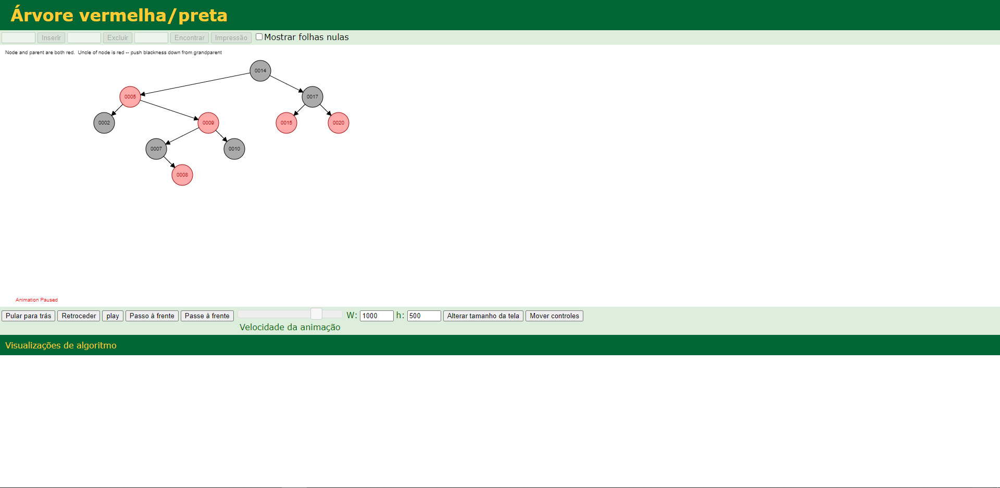 Árvore vermelha/preta
Inserir Excluir Encontrar Impressão Mostrar folhas nulas
Node and parent are both red.  Uncle of node is red -- push blackness down from grandparent
0014
0005 0017
0002 0009 0015 0020
0007 0010
0008
Animation Paused
Pular para trás Retroceder play Passo à frente Passe à frente W: 1000 h: 500 Alterar tamanho da tela Mover controles
Velocidade da animação
Visualizações de algoritmo